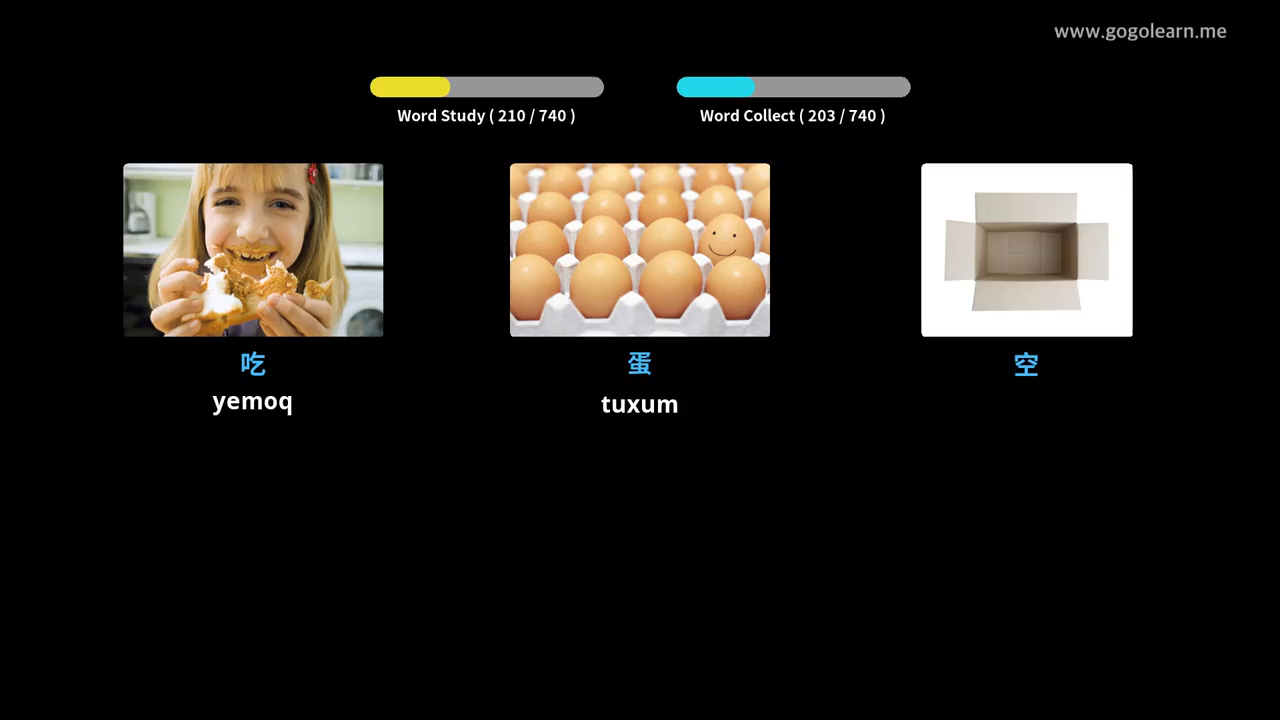 www.gogolearn.me
Word Study ( 210 / 740 )
Word Collect ( 203 / 740 )
吃
蛋
空
yemoq
tuxum